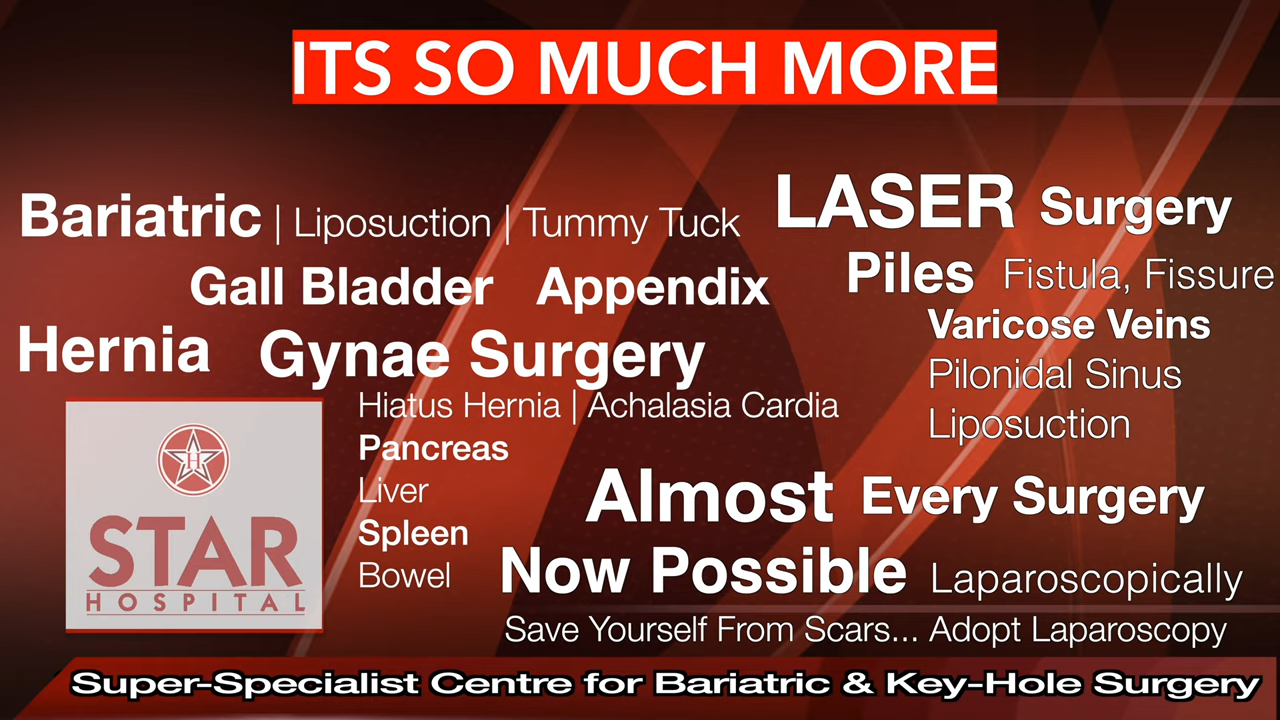 ITS SO MUCH MORE
Bariatric | Liposuction | Tummy Tuck
Gall Bladder Appendix
Hernia Gynae Surgery
Hiatus Hernia | Achalasia Cardia
Pancreas
Liver
Spleen
Bowel
LASER Surgery
Piles Fistula, Fissure
Varicose Veins
Pilonidal Sinus
Liposuction
Almost Every Surgery
Now Possible Laparoscopically
Save Yourself From Scars... Adopt Laparoscopy
H
STAR
HOSPITAL
Super-Specialist Centre for Bariatric & Key-Hole Surgery